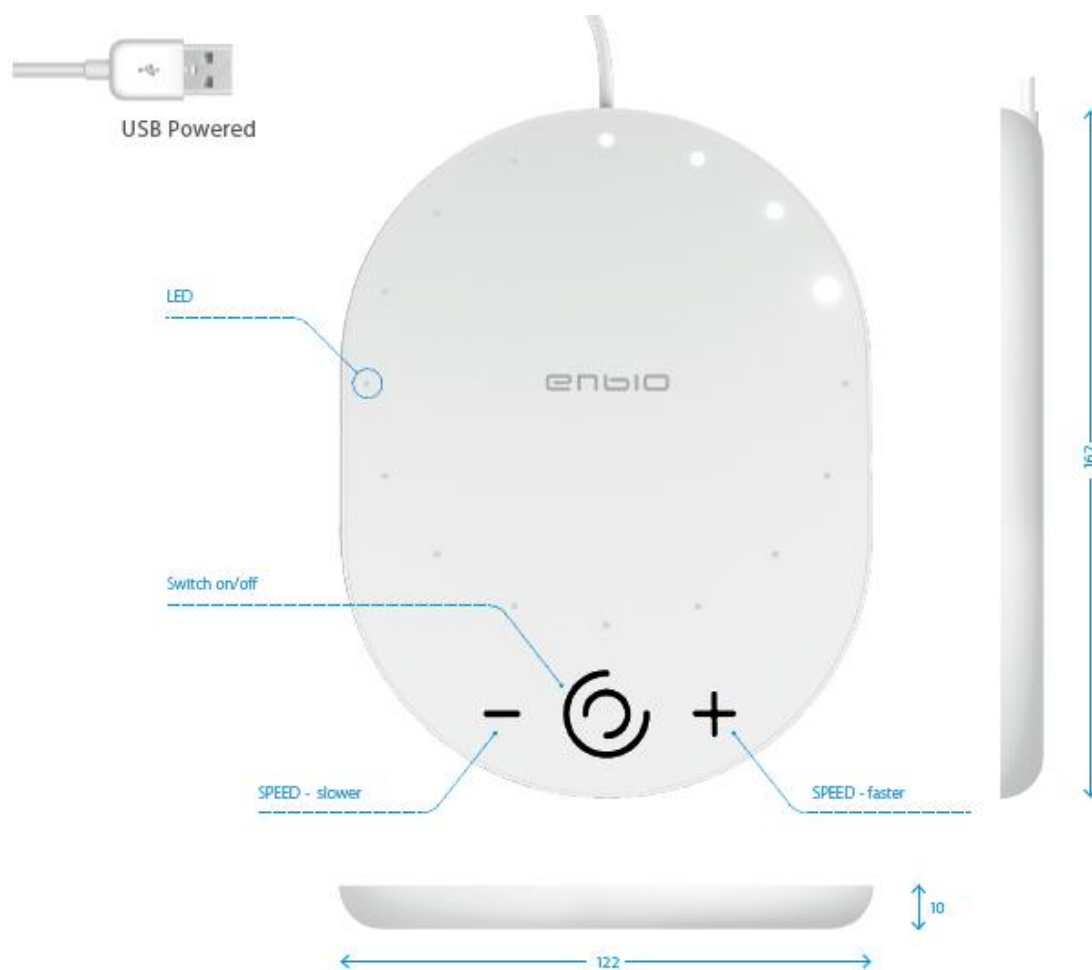 USB Powered
LED
enbio
162
Switch on/off
SPEED - slower
SPEED - faster
10
122